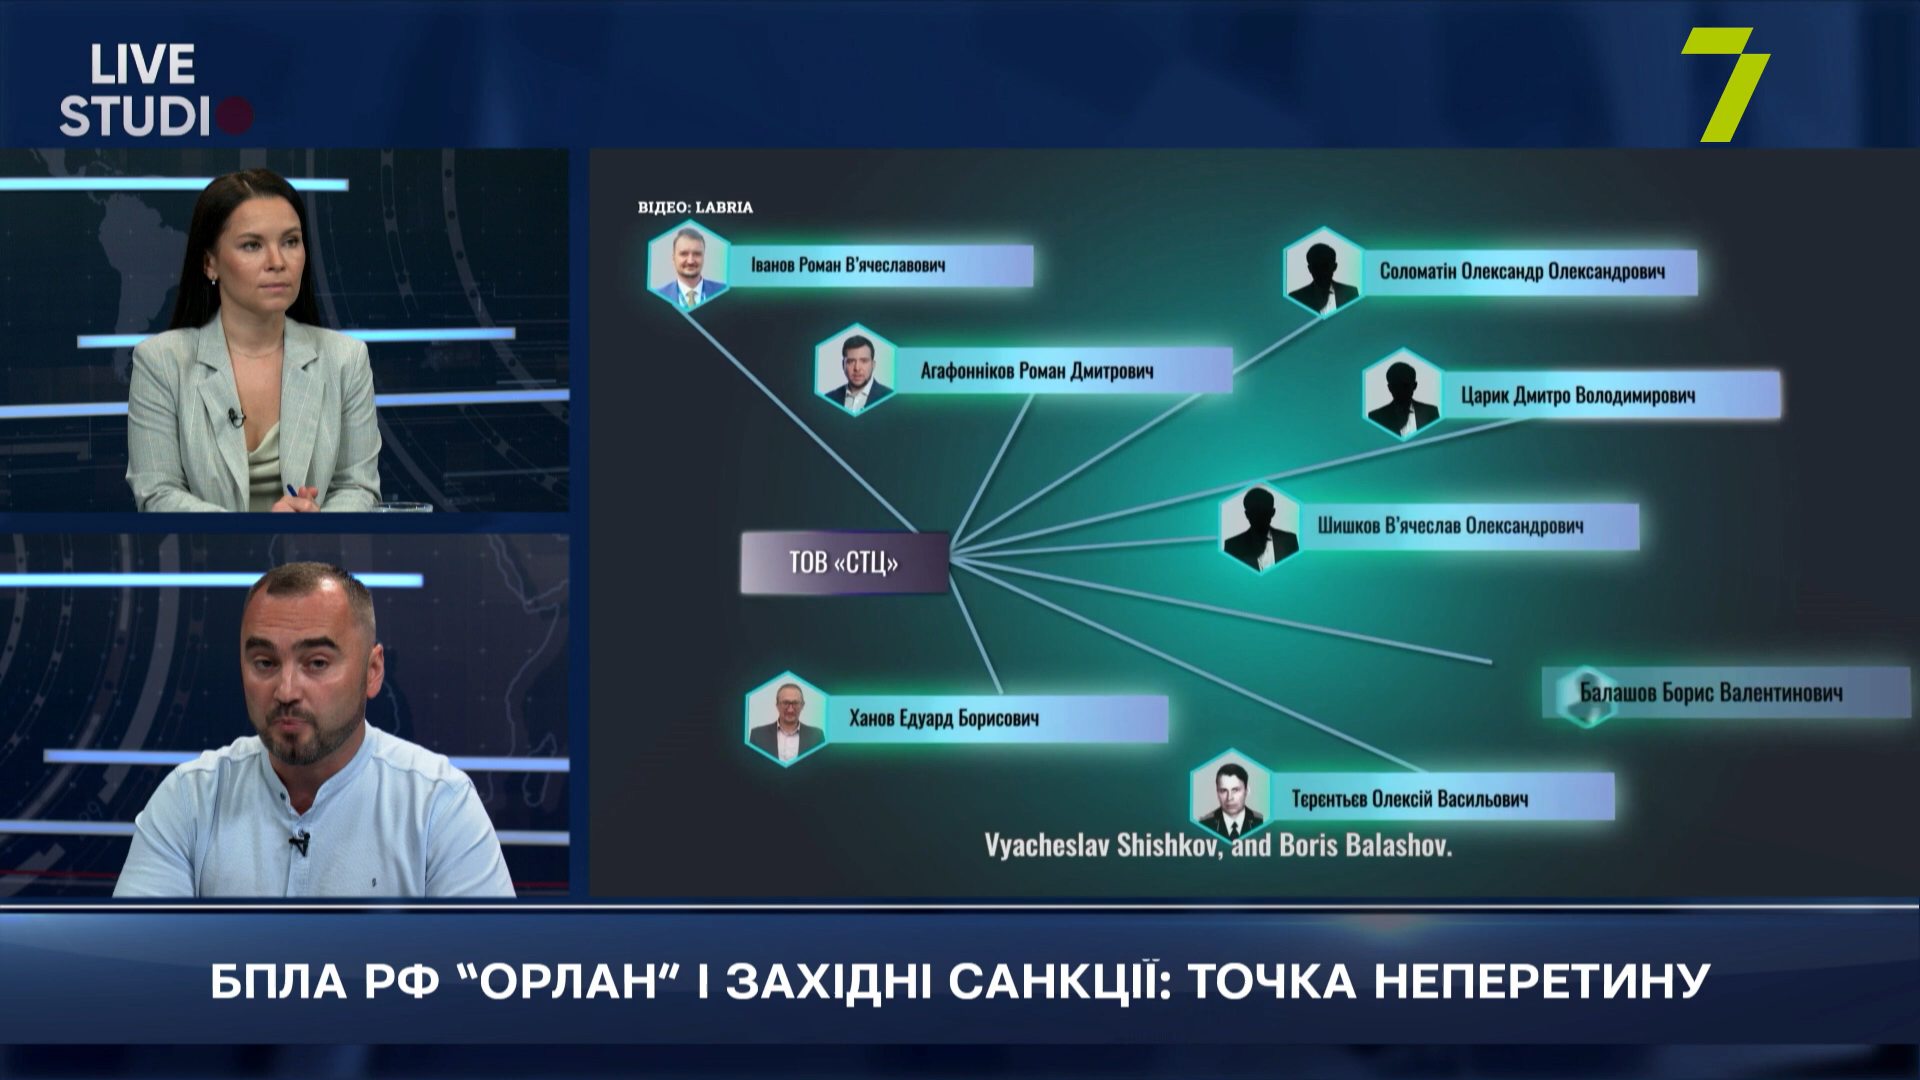 LIVE
STUDIO
7
ВІДЕО: LABRIA
Іванов Роман В'ячеславович
Соломатін Олександр Олександрович
Агафонніков Роман Дмитрович
Царик Дмитро Володимирович
Шишков В'ячеслав Олександрович
ТОВ «СТЦ»
Балашов Борис Валентинович
Ханов Едуард Борисович
Тєрєнтьєв Олексій Васильович
Vyacheslav Shishkov, and Boris Balashov.
БПЛА РФ “ОРЛАН” І ЗАХІДНІ САНКЦІЇ: ТОЧКА НЕПЕРЕТИНУ